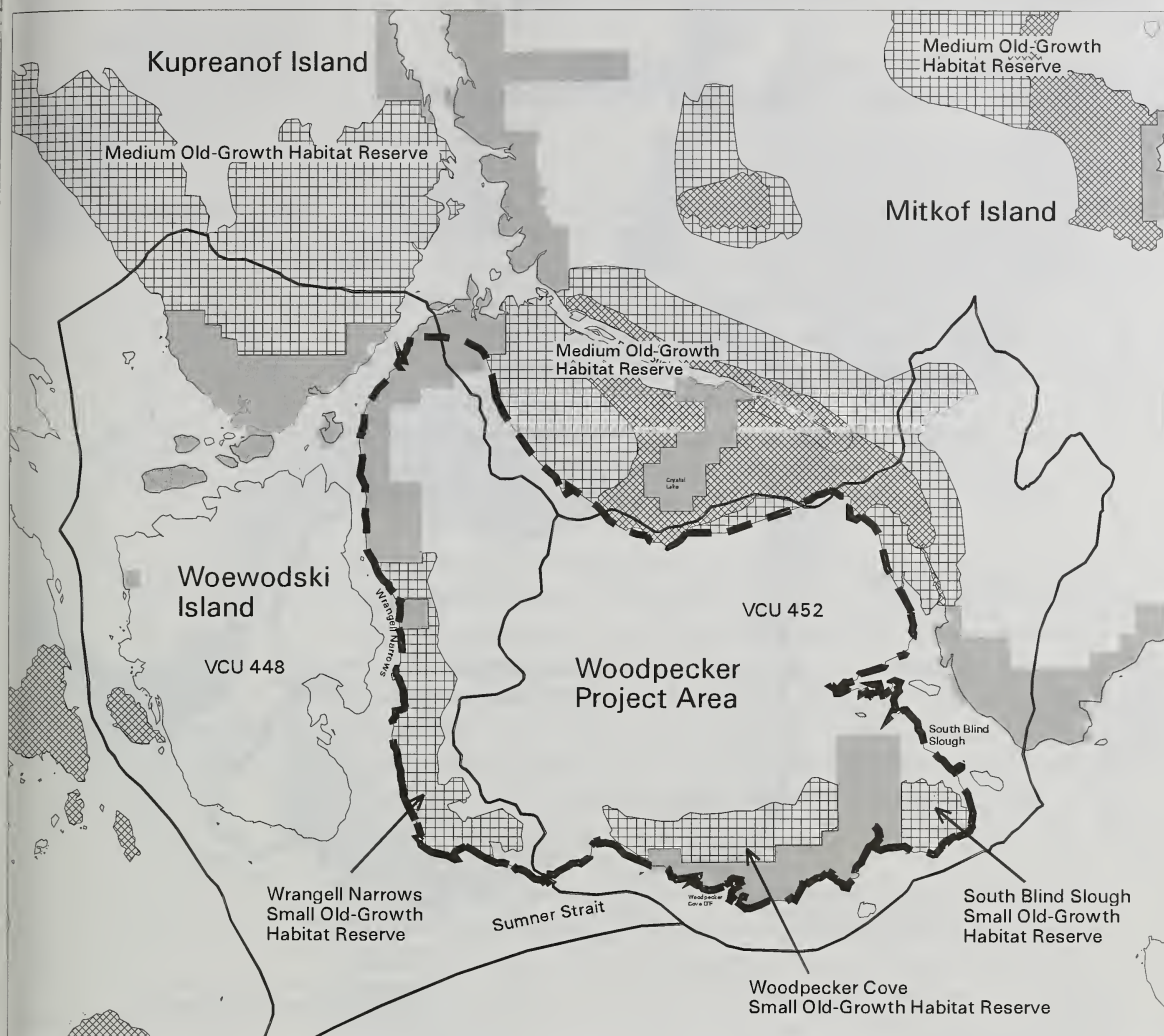 Kupreanof Island
Medium Old-Growth
Habitat Reserve
Medium Old-Growth Habitat Reserve
Mitkof Island
Medium Old-Growth
Habitat Reserve
Crystal
Lake
Woewodski
Island
Wrangell Narrows
VCU 448
VCU 452
Woodpecker
Project Area
South Blind
Slough
Wrangell Narrows
Small Old-Growth
Habitat Reserve
Sumner Strait
Woodpecker
Cove LTF
South Blind Slough
Small Old-Growth
Habitat Reserve
Woodpecker Cove
Small Old-Growth Habitat Reserve